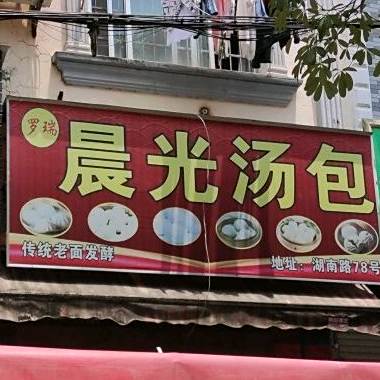 罗瑞
晨光汤包
传统老面发酵
地址：湖南路78号